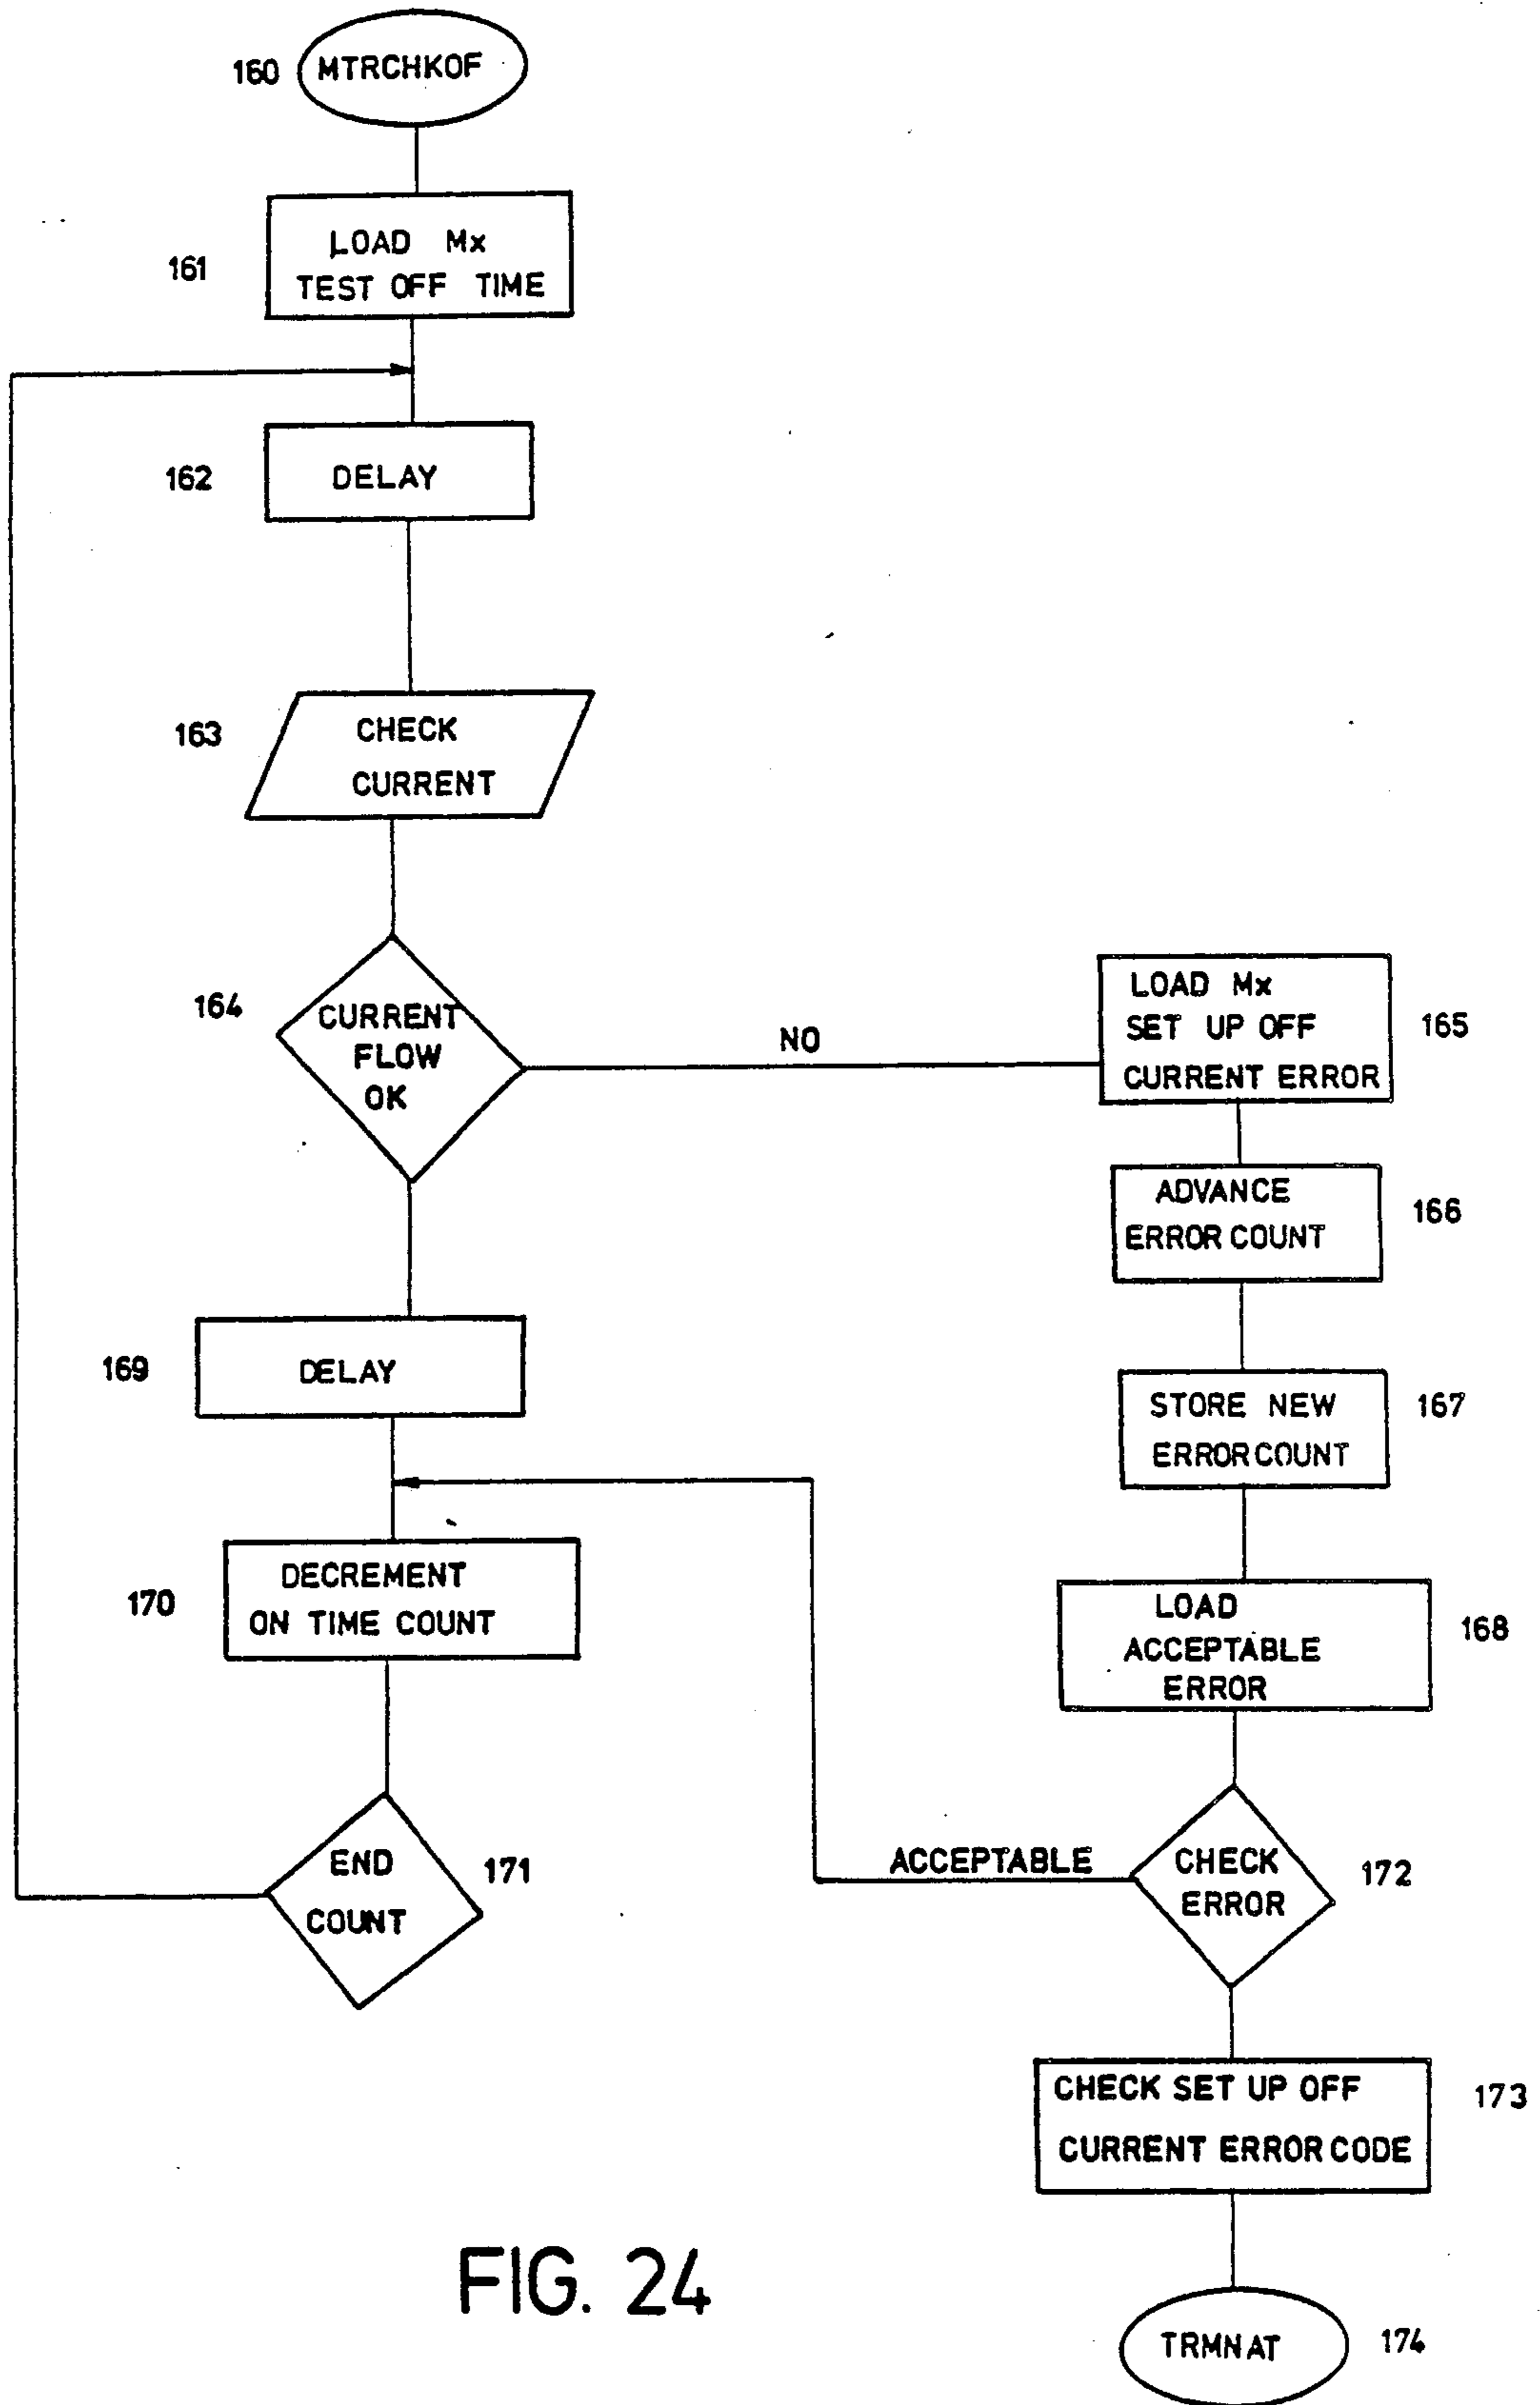 160 MTRCHKOF
161
LOAD Mx
TEST OFF TIME
162
DELAY
163
CHECK
CURRENT
164
CURRENT
FLOW
OK
NO
LOAD Mx
SET UP OFF
CURRENT ERROR
165
ADVANCE
ERROR COUNT
166
STORE NEW
ERROR COUNT
167
LOAD
ACCEPTABLE
ERROR
168
169
DELAY
170
DECREMENT
ON TIME COUNT
END
COUNT
171
ACCEPTABLE
CHECK
ERROR
172
CHECK SET UP OFF
CURRENT ERROR CODE
173
TRMNAT
174
FIG. 24